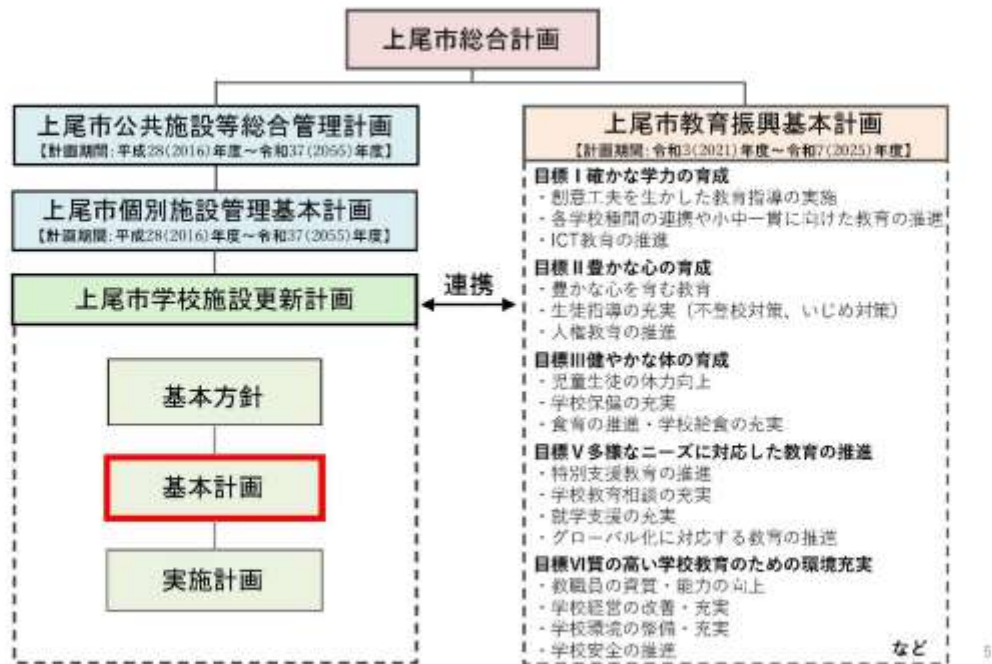 上尾市総合計画
上尾市公共施設等総合管理計画
【計画期間:平成28(2016)年度～令和37(2055)年度】
上尾市個別施設管理基本計画
【計画期間:平成28(2016)年度～令和37(2055)年度】
上尾市学校施設更新計画
基本方針
基本計画
実施計画
連携
上尾市教育振興基本計画
【計画期間:令和3(2021)年度～令和7(2025)年度】
目標Ⅰ確かな学力の育成
・創意工夫を生かした教育指導の実施
・各学校種間の連携や小中一貫に向けた教育の推進
・ICT教育の推進
目標Ⅱ豊かな心の育成
・豊かな心を育む教育
・生徒指導の充実（不登校対策、いじめ対策）
・人権教育の推進
目標Ⅲ健やかな体の育成
・児童生徒の体力向上
・学校保健の充実
・食育の推進・学校給食の充実
目標Ⅴ多様なニーズに対応した教育の推進
・特別支援教育の推進
・学校教育相談の充実
・就学支援の充実
・グローバル化に対応する教育の推進
目標Ⅵ質の高い学校教育のための環境充実
・教職員の資質・能力の向上
・学校経営の改善・充実
・学校環境の整備・充実
・学校安全の推進
など